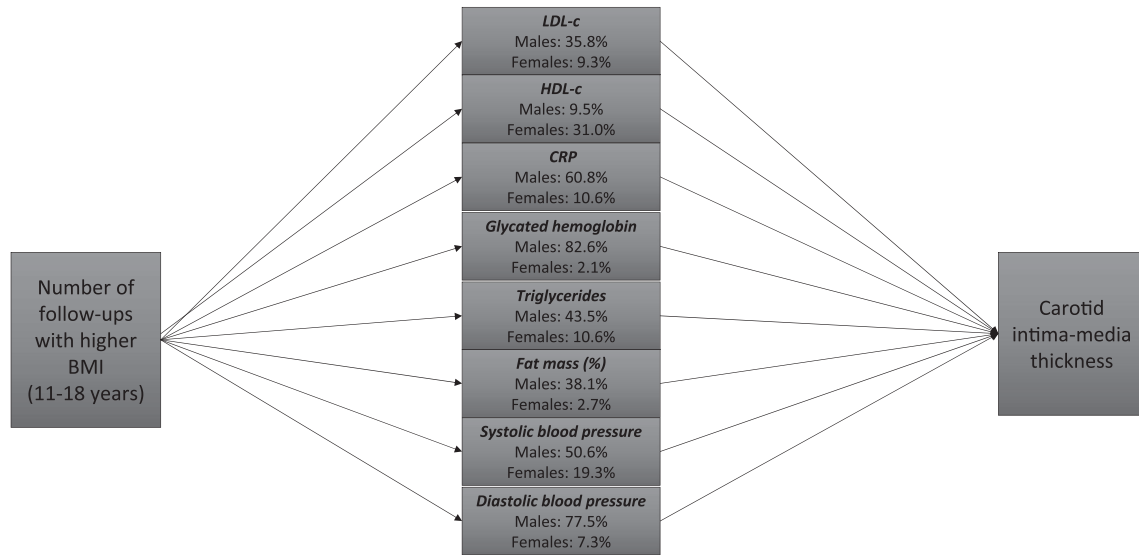 Number of
follow-ups
with higher
BMI
(11-18 years)
LDL-c
Males: 35.8%
Females: 9.3%
HDL-c
Males: 9.5%
Females: 31.0%
CRP
Males: 60.8%
Females: 10.6%
Glycated hemoglobin
Males: 82.6%
Females: 2.1%
Triglycerides
Males: 43.5%
Females: 10.6%
Fat mass (%)
Males: 38.1%
Females: 2.7%
Systolic blood pressure
Males: 50.6%
Females: 19.3%
Diastolic blood pressure
Males: 77.5%
Females: 7.3%
Carotid
intima-media
thickness